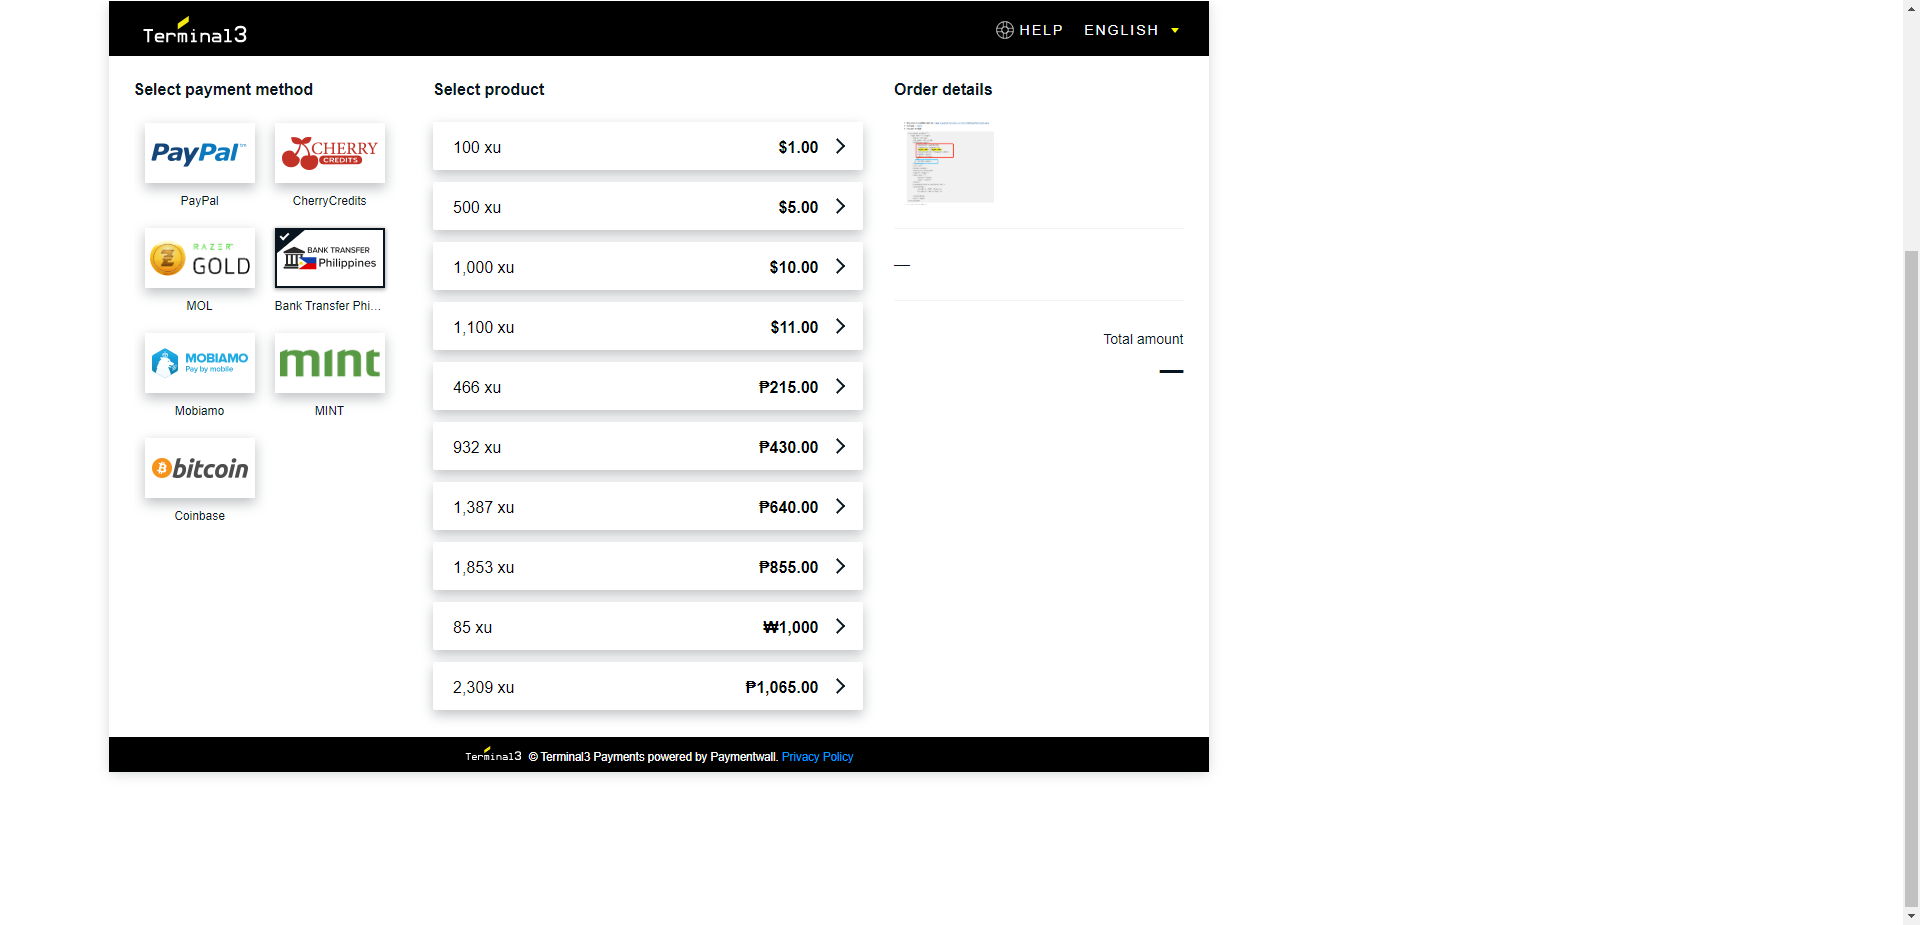 Terminal3
HELP
ENGLISH
Select payment method
PayPal™
PayPal
CHERRY
CREDITS
CherryCredits
RAZER
GOLD
MOL
BANK TRANSFER
Philippines
Bank Transfer Phi...
MOBIAMO
Pay by mobile
Mobiamo
mint
MINT
bitcoin
Coinbase
Select product
100 xu $1.00
500 xu $5.00
1,000 xu $10.00
1,100 xu $11.00
466 xu ₱215.00
932 xu ₱430.00
1,387 xu ₱640.00
1,853 xu ₱855.00
85 xu ₩1,000
2,309 xu ₱1,065.00
Order details
—
Total amount
—
Terminal3 © Terminal3 Payments powered by Paymentwall. Privacy Policy